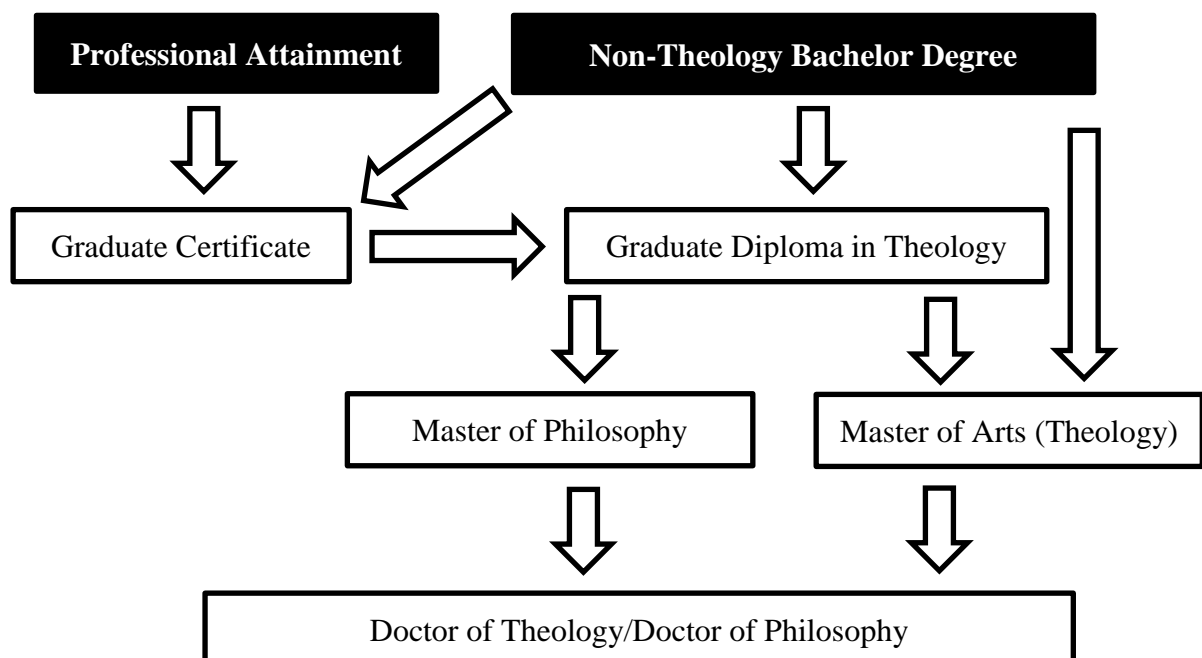 Professional Attainment
Non-Theology Bachelor Degree
Graduate Certificate
Graduate Diploma in Theology
Master of Philosophy
Master of Arts (Theology)
Doctor of Theology/Doctor of Philosophy